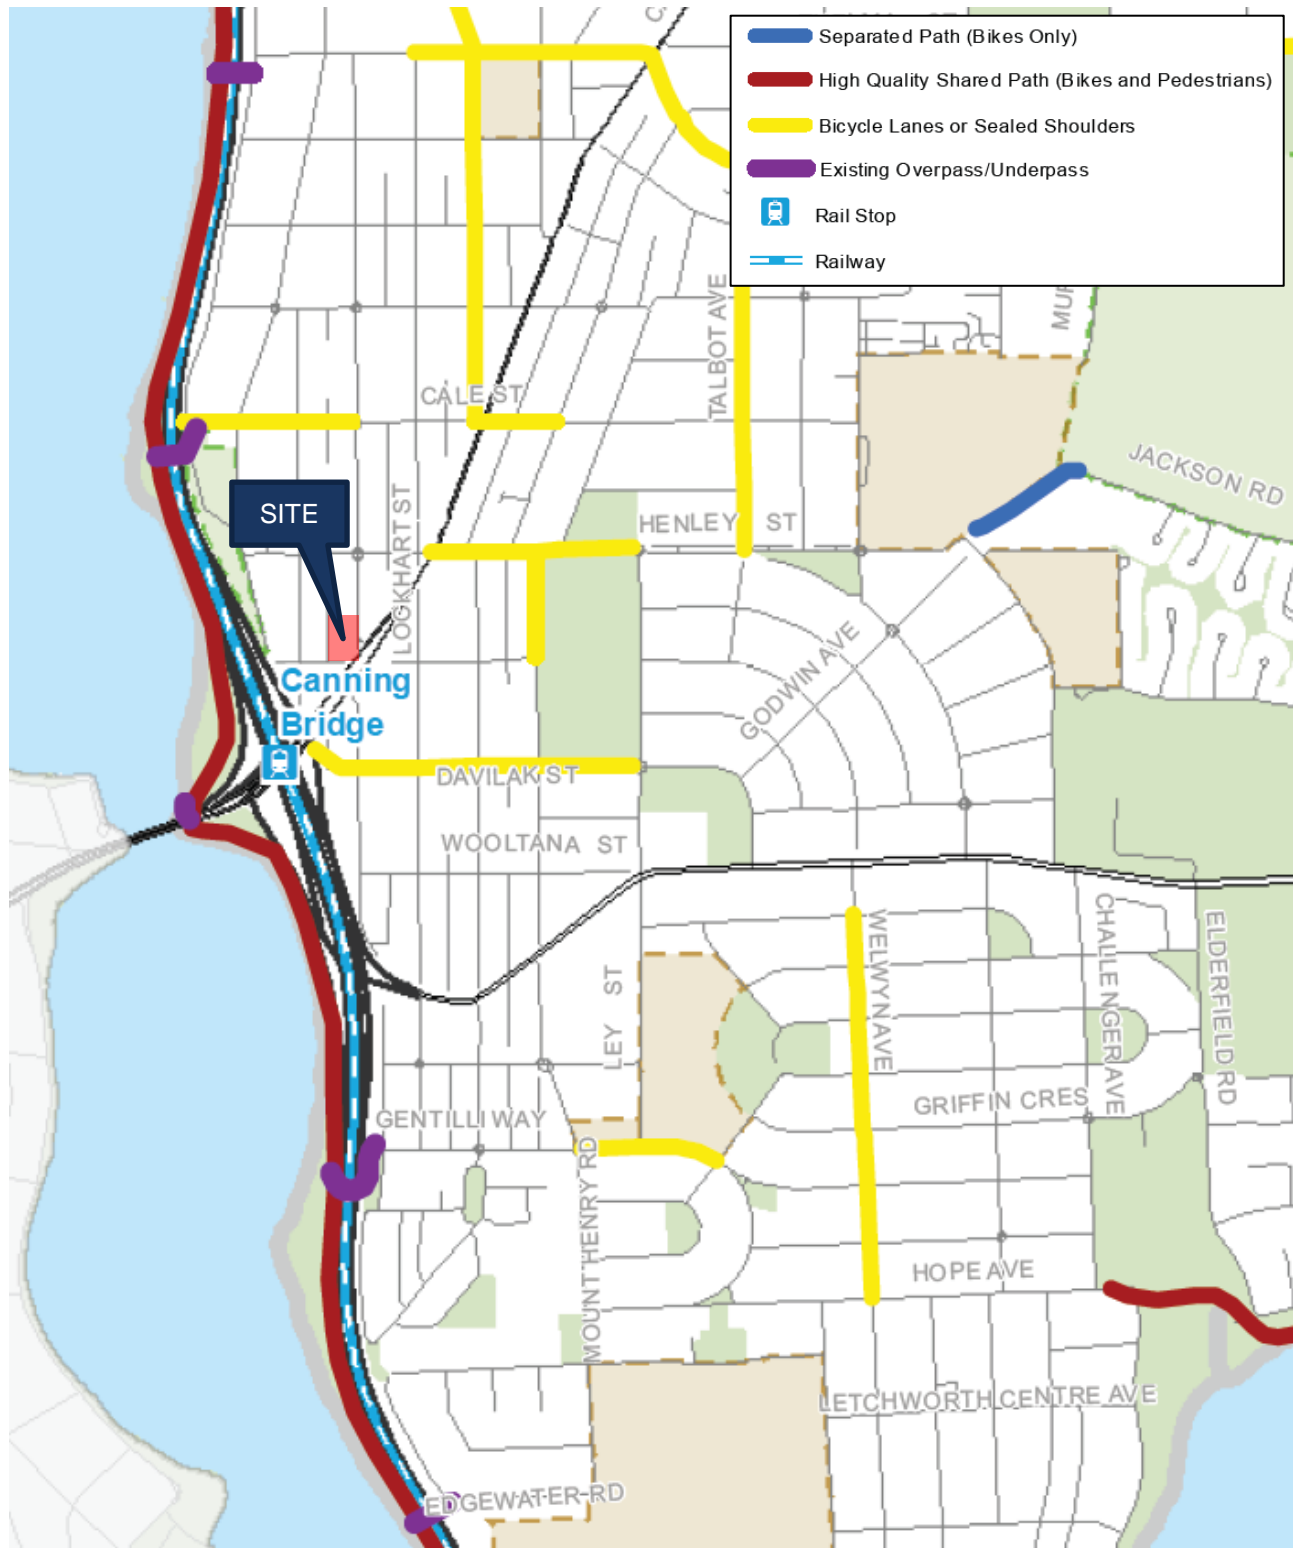 Separated Path (Bikes Only)
High Quality Shared Path (Bikes and Pedestrians)
Bicycle Lanes or Sealed Shoulders
Existing Overpass/Underpass
Rail Stop
Railway
TALBOT AVE
CALE ST
JACKSON RD
SITE
LOCKHART ST
HENLEY ST
GODWIN AVE
Canning
Bridge
DAVILAK ST
WOOLTANA ST
WELWYN AVE
CHALLENGER AVE
ELDERFIELD RD
LEY ST
GENTILLI WAY
GRIFFIN CRES
MOUNT HENRY RD
HOPE AVE
LETCHWORTH CENTRE AVE
EDGEWATER RD